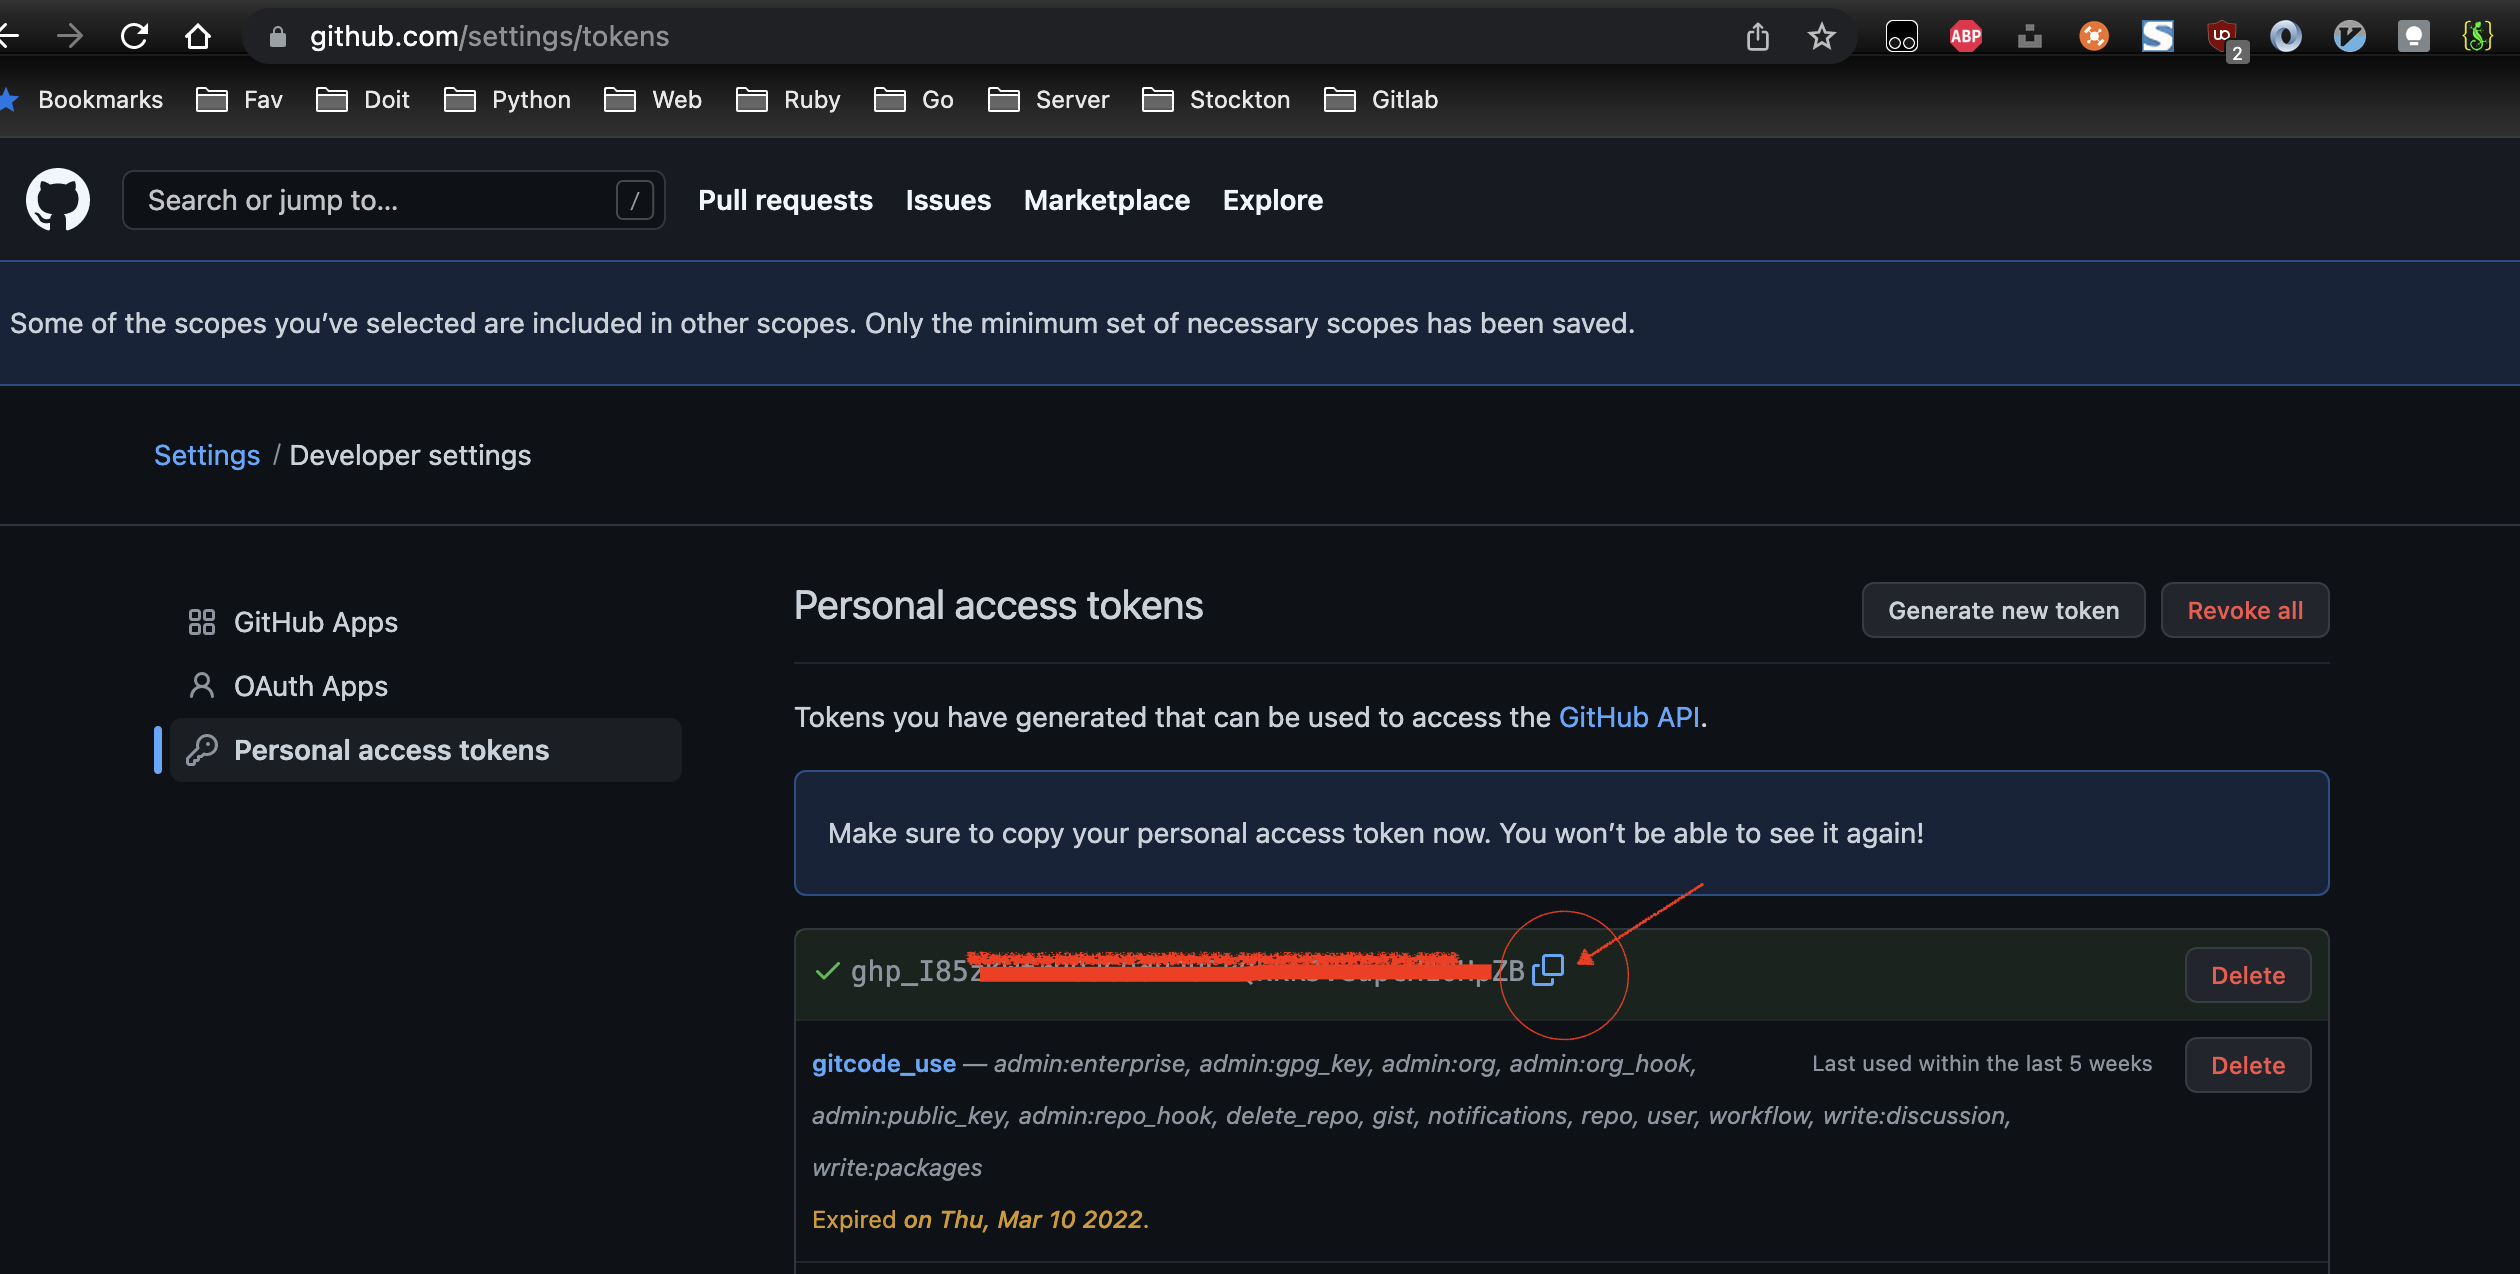 github.com/settings/tokens
ABP
2
Bookmarks Fav Doit Python Web Ruby Go Server Stockton Gitlab
Search or jump to... /
Pull requests Issues Marketplace Explore
Some of the scopes you’ve selected are included in other scopes. Only the minimum set of necessary scopes has been saved.
Settings / Developer settings
GitHub Apps
OAuth Apps
Personal access tokens
Personal access tokens
Generate new token
Revoke all
Tokens you have generated that can be used to access the GitHub API.
Make sure to copy your personal access token now. You won’t be able to see it again!
Delete
gitcode_use — admin:enterprise, admin:gpg_key, admin:org, admin:org_hook,
Last used within the last 5 weeks
Delete
admin:public_key, admin:repo_hook, delete_repo, gist, notifications, repo, user, workflow, write:discussion,
write:packages
Expired on Thu, Mar 10 2022.